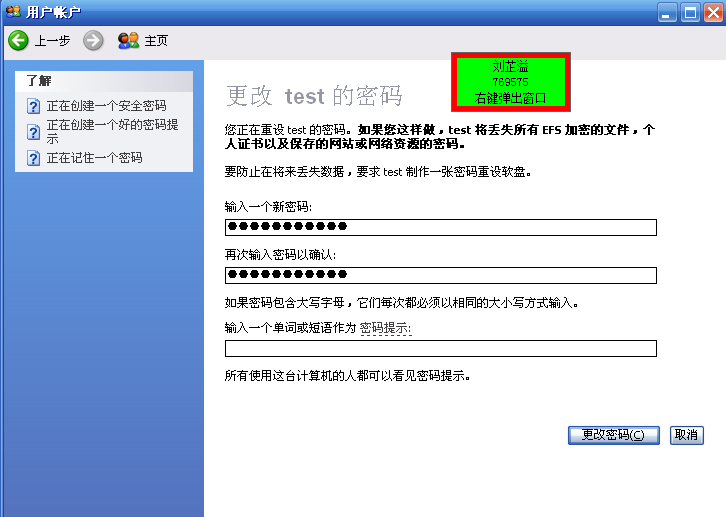 用户帐户
上一步 主页
刘芷溢
769575
右键弹出窗口
了解
正在创建一个安全密码
正在创建一个好的密码提
示
正在记住一个密码
更改 test 的密码
您正在重设 test 的密码。如果您这样做，test 将丢失所有 EFS 加密的文件，个
人证书以及保存的网站或网络资源的密码。
要防止在将来丢失数据，要求 test 制作一张密码重设软盘。
输入一个新密码:
●●●●●●●●●●●
再次输入密码以确认:
●●●●●●●●●●●
如果密码包含大写字母，它们每次都必须以相同的大小写方式输入。
输入一个单词或短语作为 密码提示:
所有使用这台计算机的人都可以看见密码提示。
更改密码(C) 取消